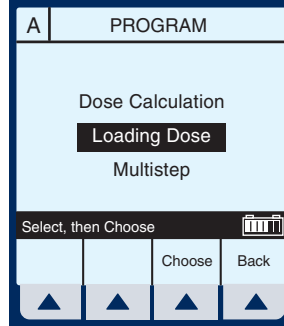 A PROGRAM
Dose Calculation
Loading Dose
Multistep
Select, then Choose
Choose Back